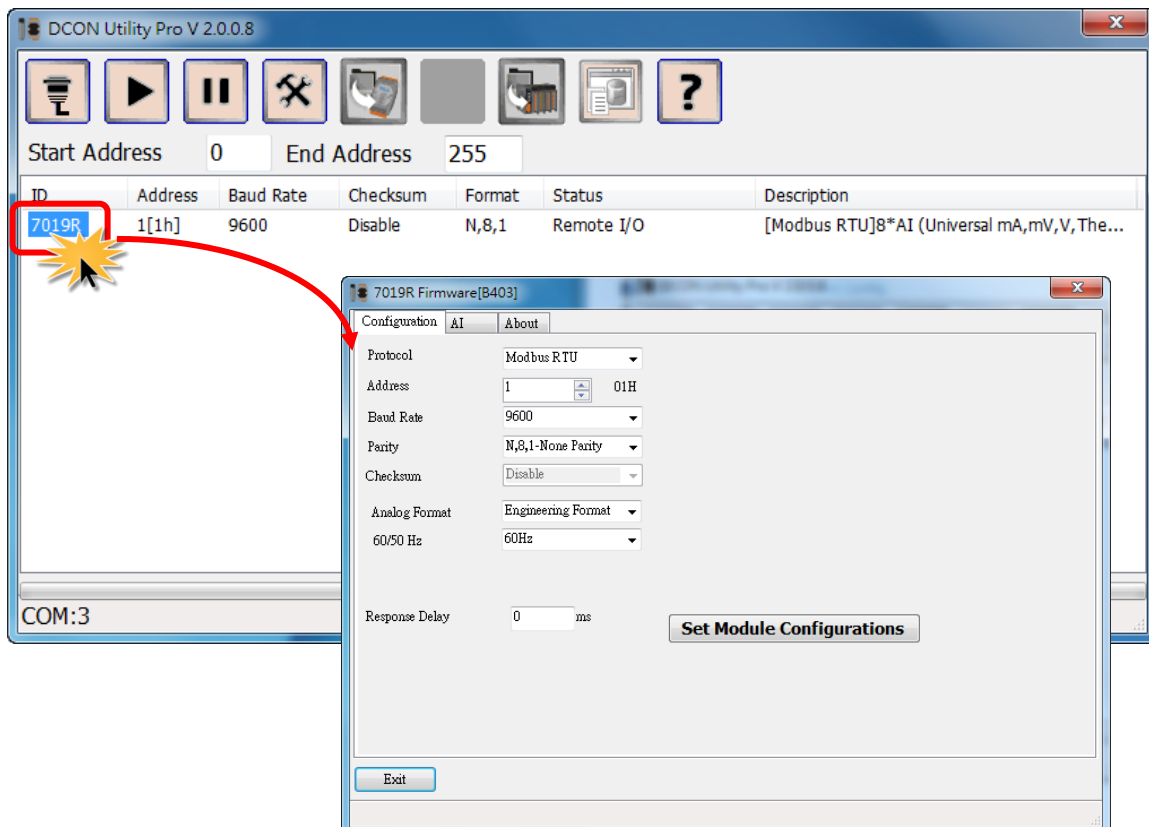 DCON Utility Pro V 2.0.0.8
Start Address 0 End Address 255
ID Address Baud Rate Checksum Format Status Description
7019R 1[1h] 9600 Disable N,8,1 Remote I/O [Modbus RTU]8*AI (Universal mA,mV,V,The...
7019R Firmware[B403]
Configuration AI About
Protocol Modbus RTU
Address 1 01H
Baud Rate 9600
Parity N,8,1-None Parity
Checksum Disable
Analog Format Engineering Format
60/50 Hz 60Hz
Response Delay 0 ms
Set Module Configurations
Exit
COM:3